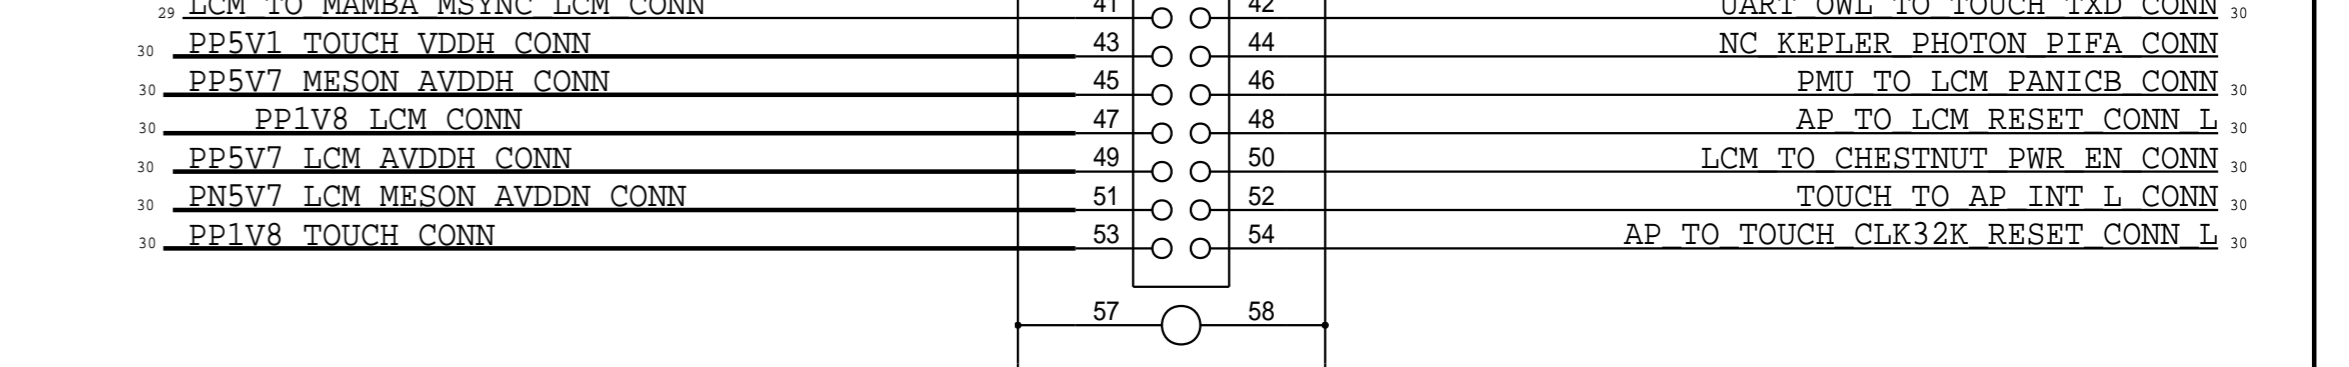 29 LCM_TO_MAMBA_MSYNC_LCM_CONN 41 42 UART_OWL_TO_TOUCH_TXD_CONN 30
30 PP5V1_TOUCH_VDDH_CONN 43 44 NC_KEPLER_PHOTON_PIFA_CONN
30 PP5V7_MESON_AVDDH_CONN 45 46 PMU_TO_LCM_PANICB_CONN 30
30 PP1V8_LCM_CONN 47 48 AP_TO_LCM_RESET_CONN_L 30
30 PP5V7_LCM_AVDDH_CONN 49 50 LCM_TO_CHESTNUT_PWR_EN_CONN 30
30 PN5V7_LCM_MESON_AVDDN_CONN 51 52 TOUCH_TO_AP_INT_L_CONN 30
30 PP1V8_TOUCH_CONN 53 54 AP_TO_TOUCH_CLK32K_RESET_CONN_L 30
57 58